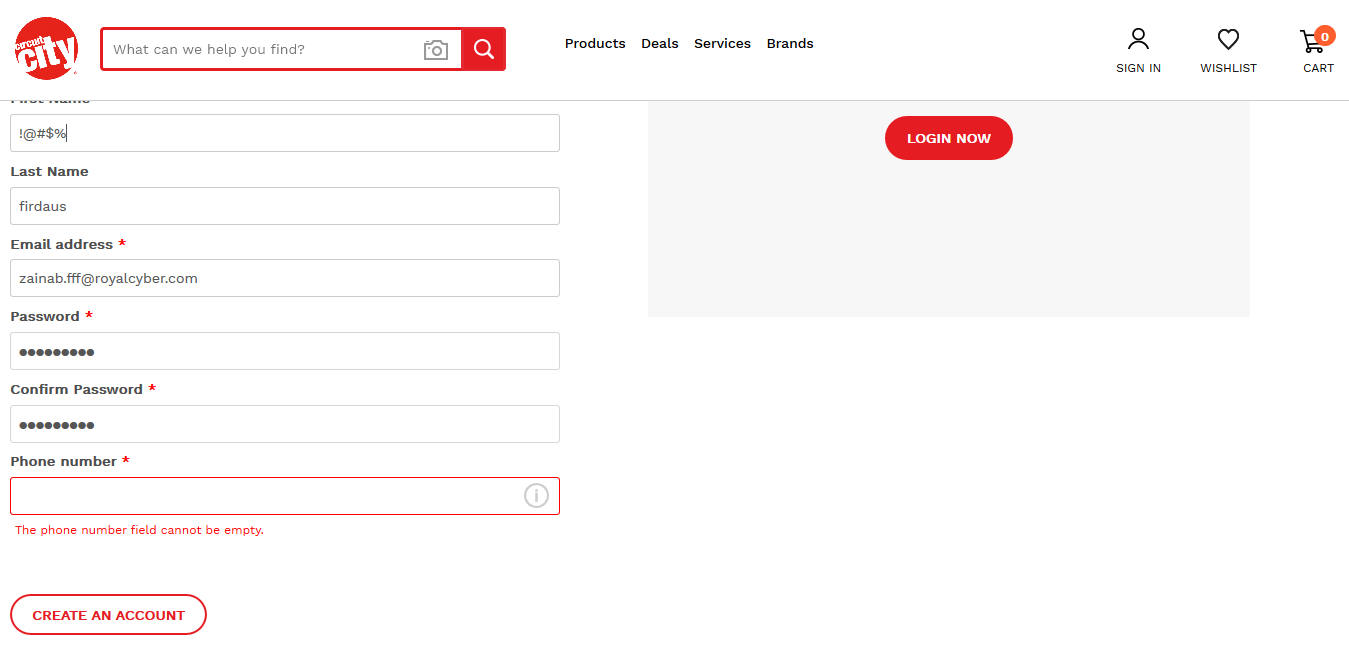 circuit
city
What can we help you find?
Products Deals Services Brands
SIGN IN
WISHLIST
0
CART
First Name
!@#$%
LOGIN NOW
Last Name
firdaus
Email address *
zainab.fff@royalcyber.com
Password *
●●●●●●●●●
Confirm Password *
●●●●●●●●●
Phone number *
The phone number field cannot be empty.
CREATE AN ACCOUNT